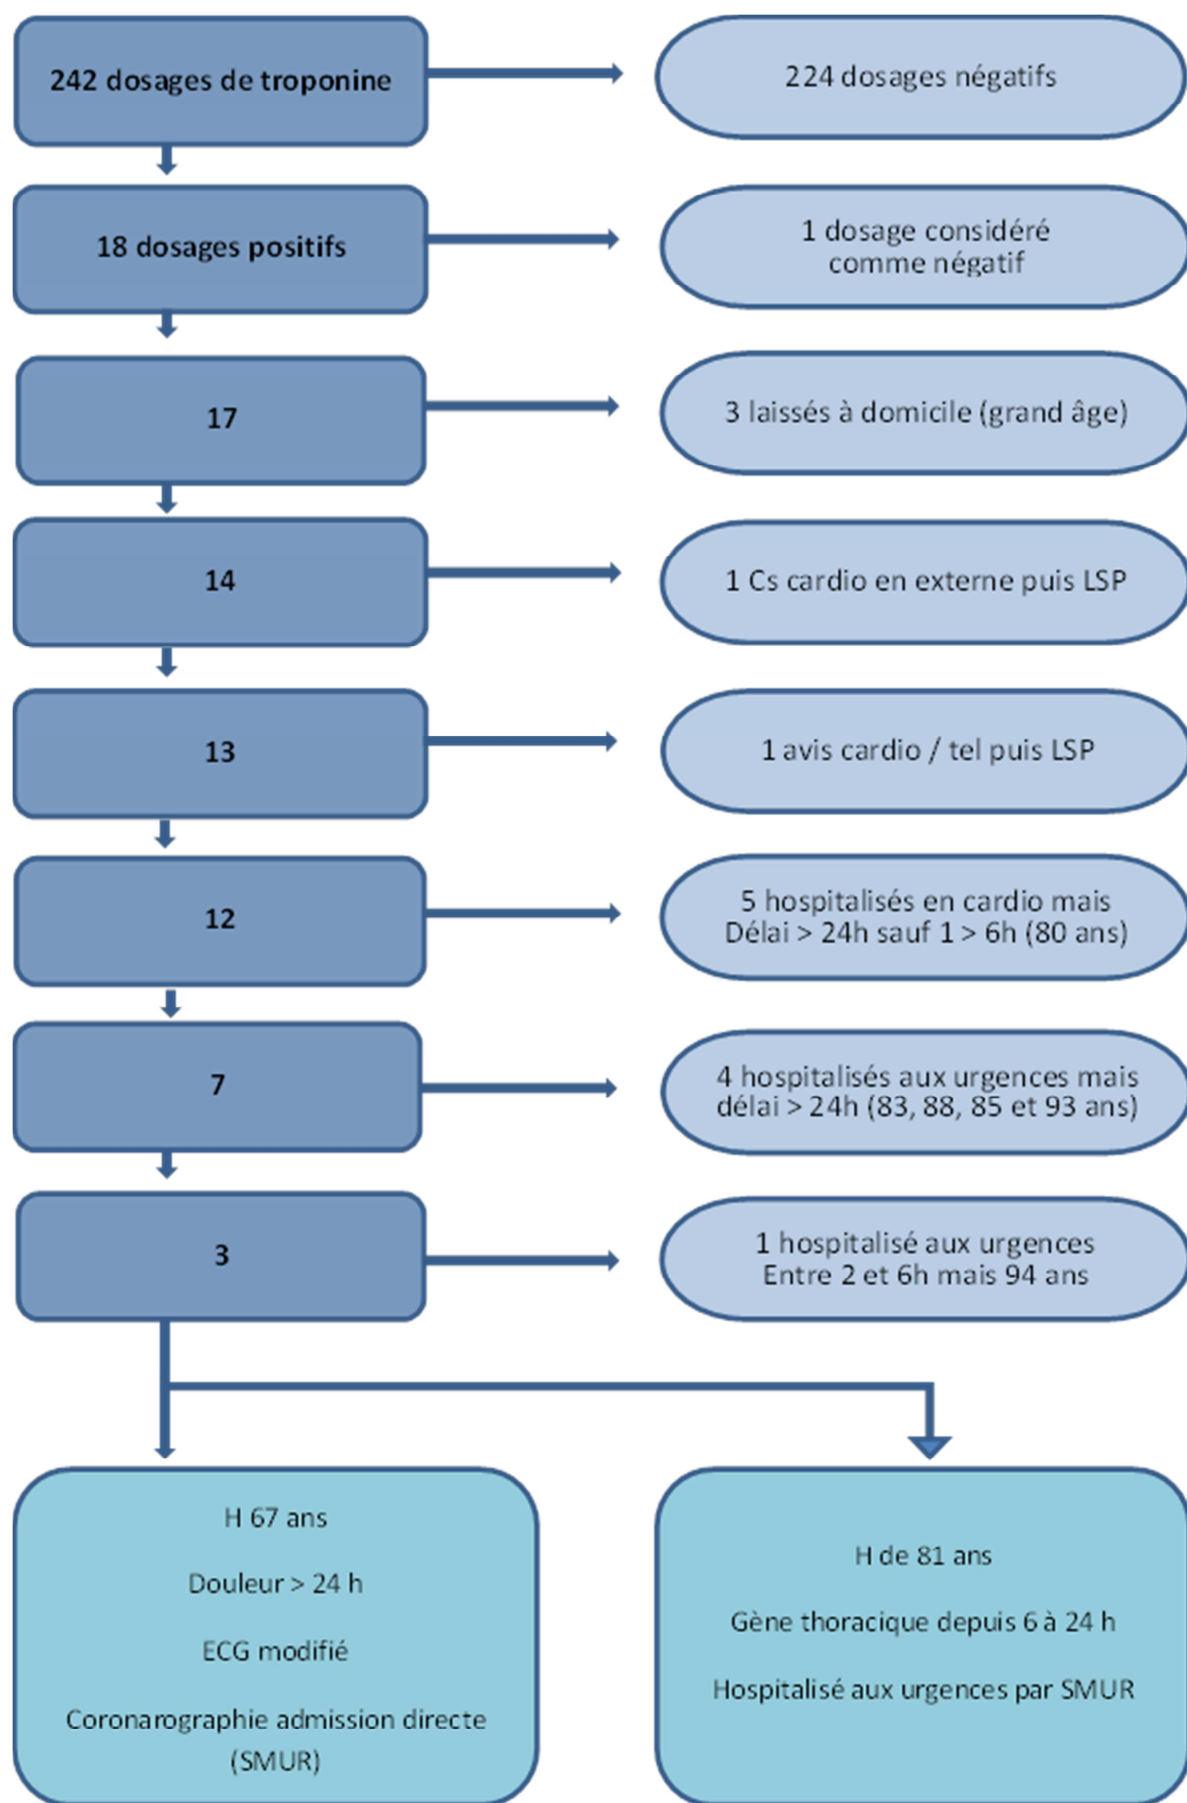 242 dosages de troponine
224 dosages négatifs
18 dosages positifs
1 dosage considéré
comme négatif
17
3 laissés à domicile (grand âge)
14
1 Cs cardio en externe puis LSP
13
1 avis cardio / tel puis LSP
12
5 hospitalisés en cardio mais
Délai > 24h sauf 1 > 6h (80 ans)
7
4 hospitalisés aux urgences mais
délai > 24h (83, 88, 85 et 93 ans)
3
1 hospitalisé aux urgences
Entre 2 et 6h mais 94 ans
H 67 ans
Douleur > 24 h
ECG modifié
Coronarographie admission directe
(SMUR)
H de 81 ans
Gène thoracique depuis 6 à 24 h
Hospitalisé aux urgences par SMUR